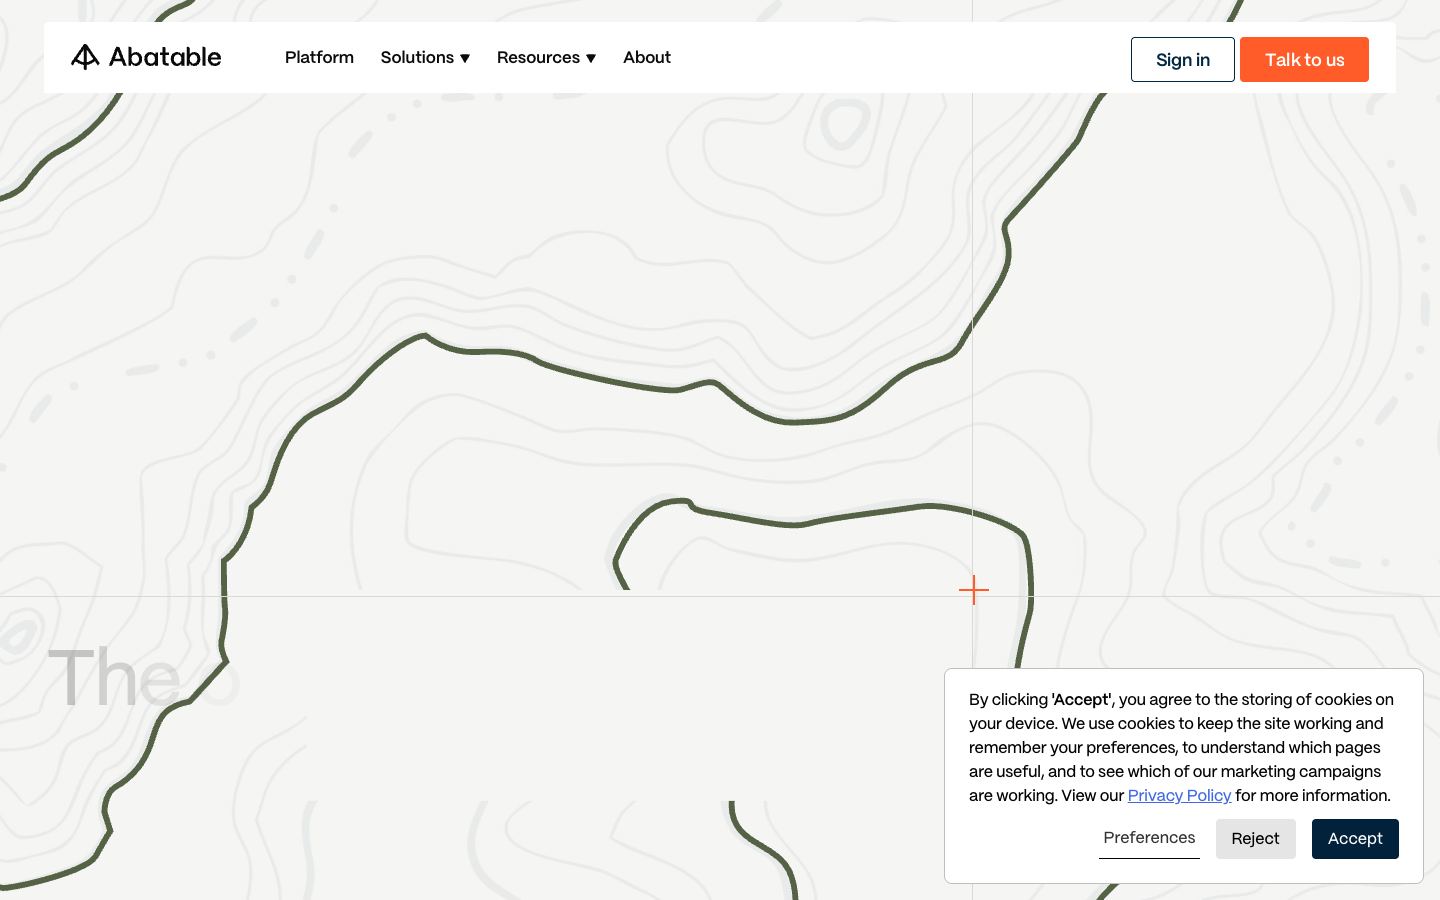 Abatable
Platform
Solutions ▼
Resources ▼
About
Sign in
Talk to us
The o
By clicking 'Accept', you agree to the storing of cookies on
your device. We use cookies to keep the site working and
remember your preferences, to understand which pages
are useful, and to see which of our marketing campaigns
are working. View our Privacy Policy for more information.
Preferences
Reject
Accept